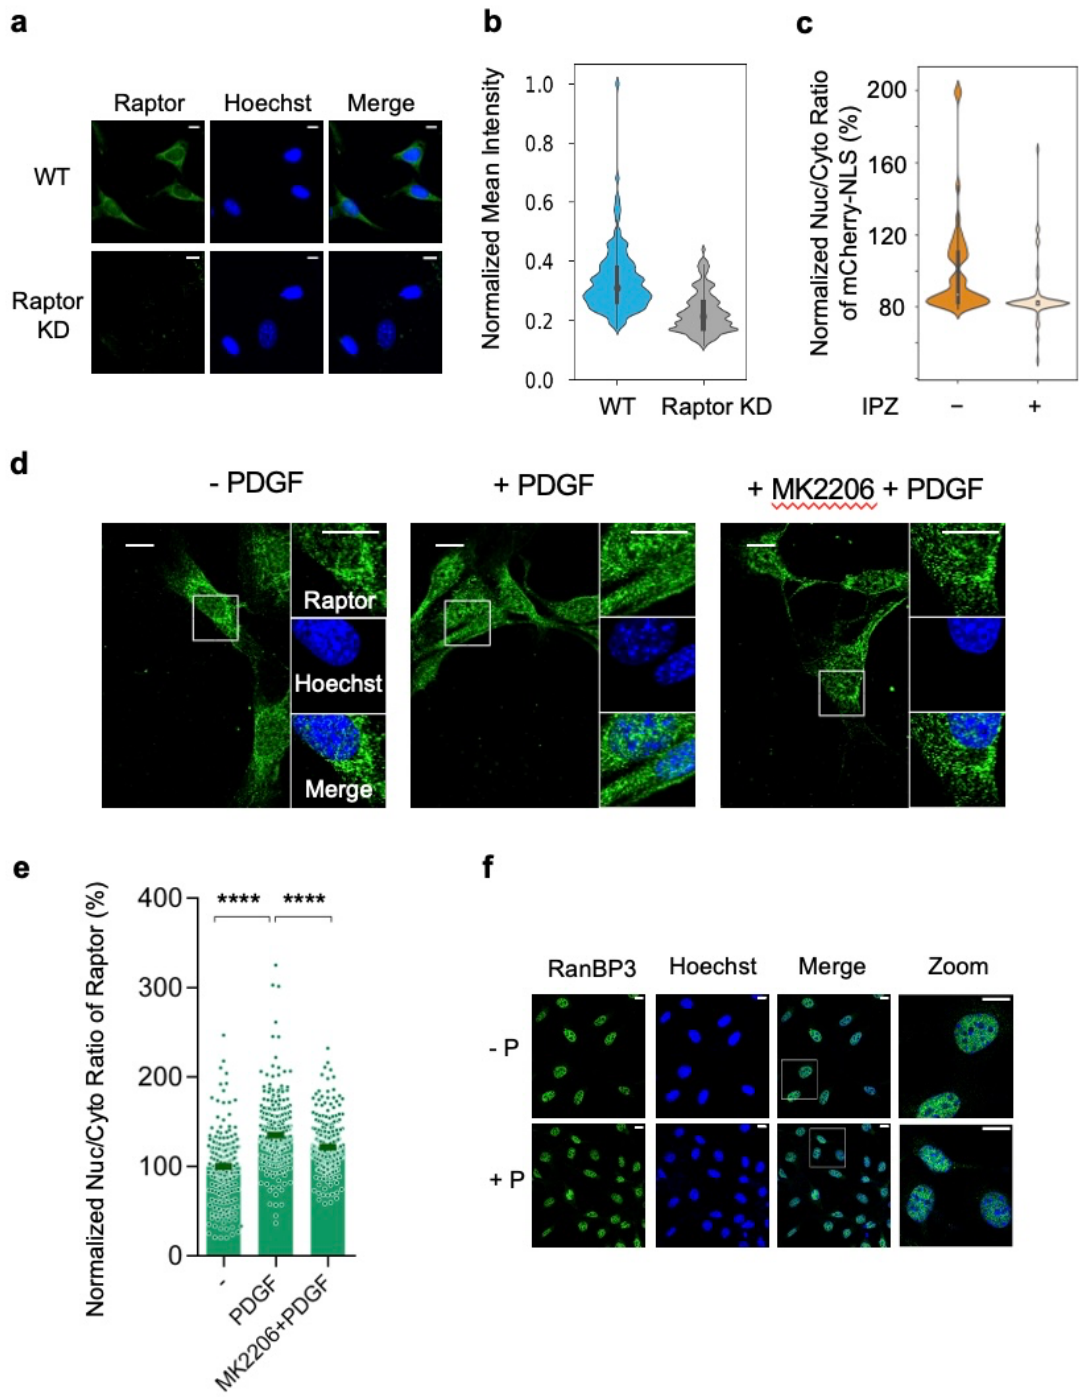 a
Raptor Hoechst Merge
WT
Raptor
KD
b
Normalized Mean Intensity
1.0
0.8
0.6
0.4
0.2
0.0
WT Raptor KD
c
Normalized Nuc/Cyto Ratio
of mCherry-NLS (%)
200
160
120
80
IPZ − +
d
- PDGF + PDGF + MK2206 + PDGF
Raptor
Hoechst
Merge
e
Normalized Nuc/Cyto Ratio of Raptor (%)
400
300
200
100
0
**** ****
-
PDGF
MK2206+PDGF
f
RanBP3 Hoechst Merge Zoom
- P
+ P